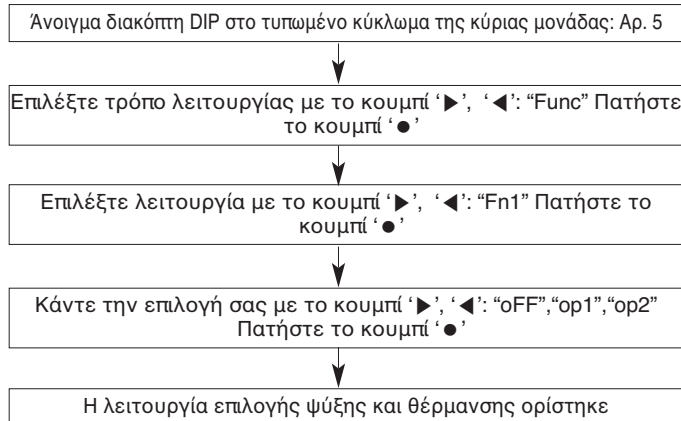 Άνοιγμα διακόπτη DIP στο τυπωμένο κύκλωμα της κύριας μονάδας: Αρ. 5
Επιλέξτε τρόπο λειτουργίας με το κουμπί ‘▶’, ‘◀’: “Func” Πατήστε
το κουμπί ‘●’
Επιλέξτε λειτουργία με το κουμπί ‘▶’, ‘◀’: “Fn1” Πατήστε το
κουμπί ‘●’
Κάντε την επιλογή σας με το κουμπί ‘▶’, ‘◀’: “oFF”,“op1”,“op2”
Πατήστε το κουμπί ‘●’
Η λειτουργία επιλογής ψύξης και θέρμανσης ορίστηκε